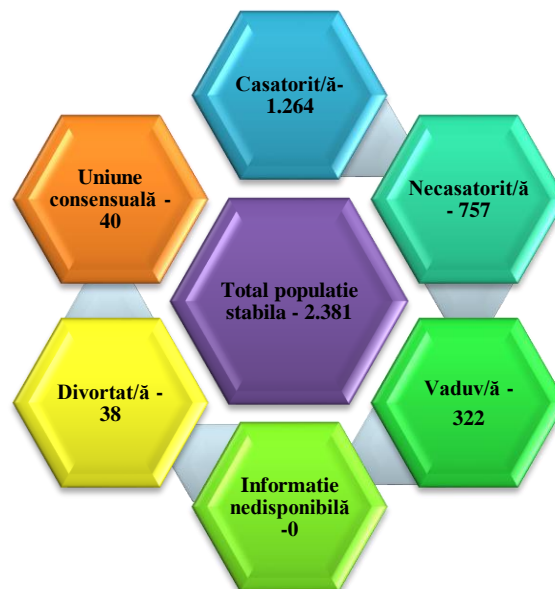 Casatorit/ă-
1.264
Necasatorit/ă
- 757
Vaduv/ă -
322
Informatie
nedisponibilă
-0
Divortat/ă -
38
Uniune
consensuală -
40
Total populatie
stabila - 2.381